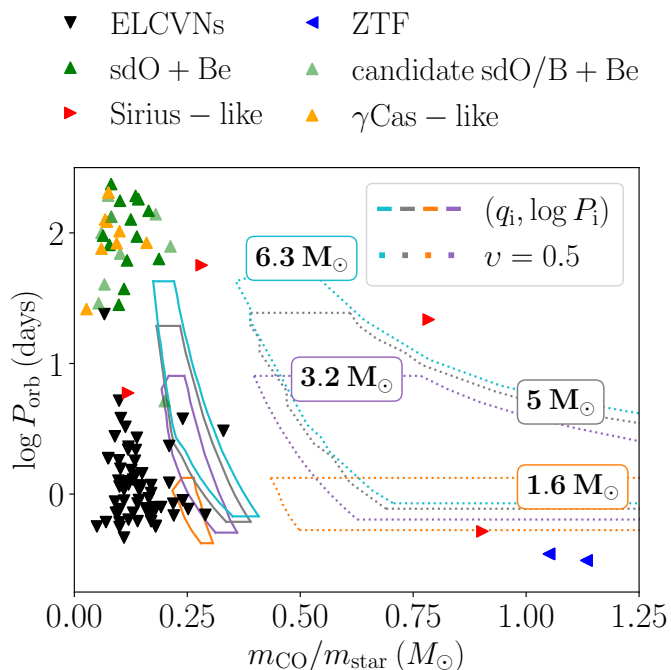 ELCVNs ZTF
sdO + Be candidate sdO/B + Be
Sirius − like γCas − like
(q_i, log P_i)
υ = 0.5
6.3 M_⊙
3.2 M_⊙
5 M_⊙
1.6 M_⊙
2
1
0
log P_orb (days)
0.00 0.25 0.50 0.75 1.00 1.25
m_CO/m_star (M_⊙)